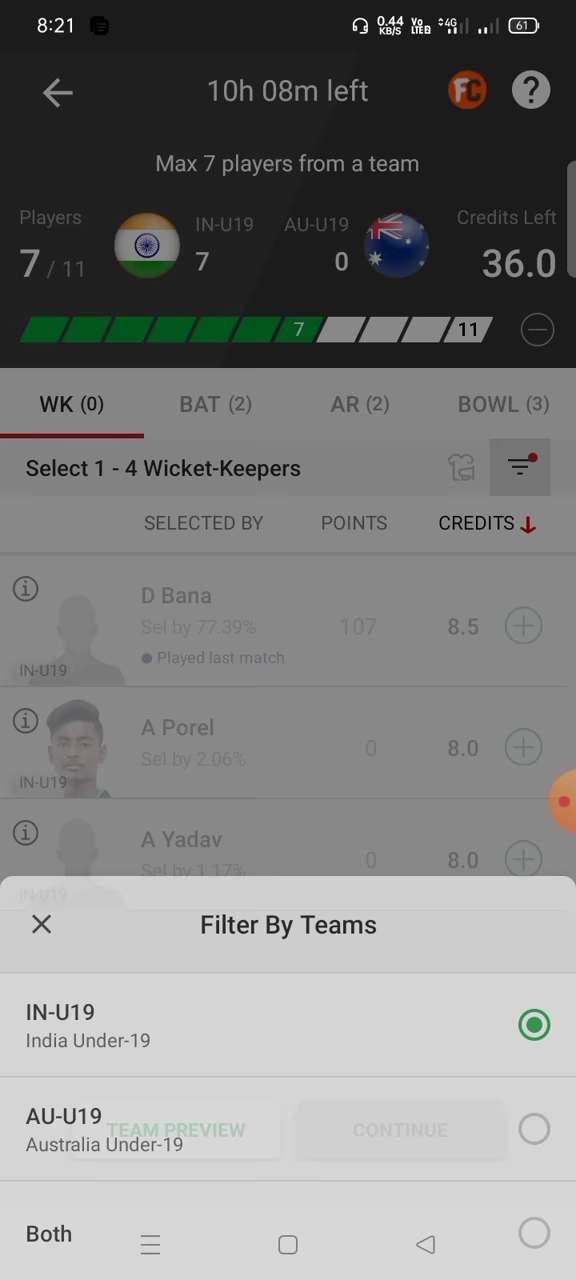 8:21 0.44 KB/S Vo LTE2 4G 61
10h 08m left FC ?
Max 7 players from a team
Players IN-U19 AU-U19 Credits Left
7 / 11 7 0 36.0
7 11
WK (0) BAT (2) AR (2) BOWL (3)
Select 1 - 4 Wicket-Keepers
SELECTED BY POINTS CREDITS
D Bana
Sel by 77.39% 107 8.5
Played last match
IN-U19
A Porel
Sel by 2.06% 0 8.0
IN-U19
A Yadav
Sel by 1.17% 0 8.0
IN-U19
Filter By Teams
IN-U19
India Under-19
AU-U19
TEAM PREVIEW CONTINUE
Australia Under-19
Both